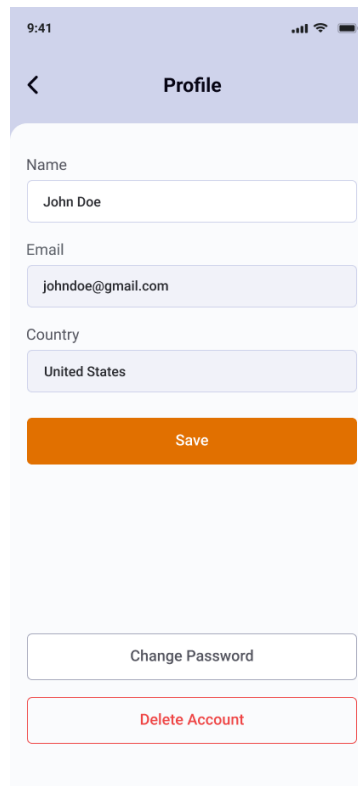 9:41
Profile
Name
John Doe
Email
johndoe@gmail.com
Country
United States
Save
Change Password
Delete Account